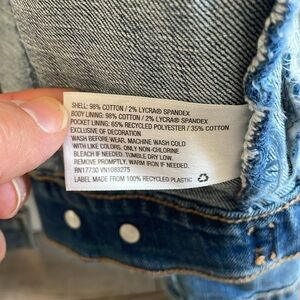 SHELL: 98% COTTON / 2% LYCRA® SPANDEX
BODY LINING: 98% COTTON / 2% LYCRA® SPANDEX
POCKET LINING: 65% RECYCLED POLYESTER / 35% COTTON
EXCLUSIVE OF DECORATION
WASH BEFORE WEAR, MACHINE WASH COLD
WITH LIKE COLORS, ONLY NON-CHLORINE
BLEACH IF NEEDED, TUMBLE DRY LOW.
REMOVE PROMPTLY. WARM IRON IF NEEDED.
RN17730 VN1083275
LABEL MADE FROM 100% RECYCLED PLASTIC